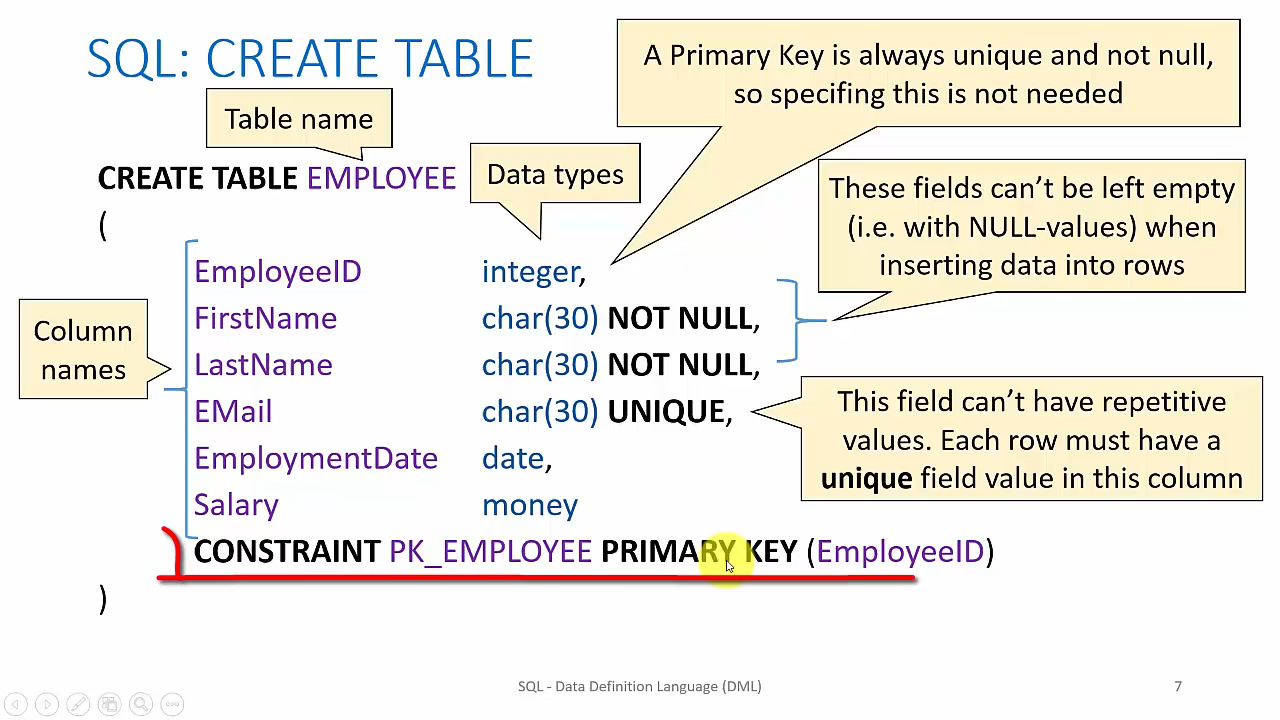 SQL: CREATE TABLE
A Primary Key is always unique and not null,
so specifing this is not needed
Table name
Data types
CREATE TABLE EMPLOYEE
(
These fields can't be left empty
(i.e. with NULL-values) when
inserting data into rows
Column
names
EmployeeID integer,
FirstName char(30) NOT NULL,
LastName char(30) NOT NULL,
EMail char(30) UNIQUE,
EmploymentDate date,
Salary money
CONSTRAINT PK_EMPLOYEE PRIMARY KEY (EmployeeID)
)
This field can't have repetitive
values. Each row must have a
unique field value in this column
SQL - Data Definition Language (DML)
7